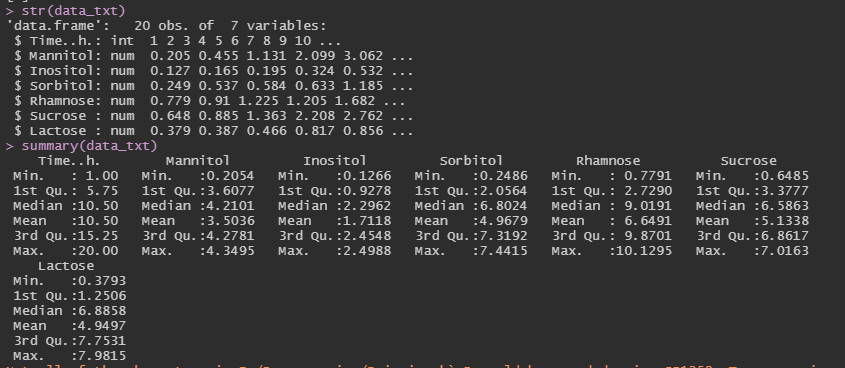 > str(data_txt)
'data.frame':   20 obs. of  7 variables:
 $ Time..h.: int  1 2 3 4 5 6 7 8 9 10 ...
 $ Mannitol: num  0.205 0.455 1.131 2.099 3.062 ...
 $ Inositol: num  0.127 0.165 0.195 0.324 0.532 ...
 $ Sorbitol: num  0.249 0.537 0.584 0.633 1.185 ...
 $ Rhamnose: num  0.779 0.91 1.225 1.205 1.682 ...
 $ Sucrose : num  0.648 0.885 1.363 2.208 2.762 ...
 $ Lactose : num  0.379 0.387 0.466 0.817 0.856 ...
> summary(data_txt)
    Time..h.        Mannitol         Inositol         Sorbitol         Rhamnose          Sucrose
 Min.   : 1.00   Min.   :0.2054   Min.   :0.1266   Min.   :0.2486   Min.   : 0.7791   Min.   :0.6485
 1st Qu.: 5.75   1st Qu.:3.6077   1st Qu.:0.9278   1st Qu.:2.0564   1st Qu.: 2.7290   1st Qu.:3.3777
 Median :10.50   Median :4.2101   Median :2.2962   Median :6.8024   Median : 9.0191   Median :6.5863
 Mean   :10.50   Mean   :3.5036   Mean   :1.7118   Mean   :4.9679   Mean   : 6.6491   Mean   :5.1338
 3rd Qu.:15.25   3rd Qu.:4.2781   3rd Qu.:2.4548   3rd Qu.:7.3192   3rd Qu.: 9.8701   3rd Qu.:6.8617
 Max.   :20.00   Max.   :4.3495   Max.   :2.4988   Max.   :7.4415   Max.   :10.1295   Max.   :7.0163
    Lactose
 Min.   :0.3793
 1st Qu.:1.2506
 Median :6.8858
 Mean   :4.9497
 3rd Qu.:7.7531
 Max.   :7.9815